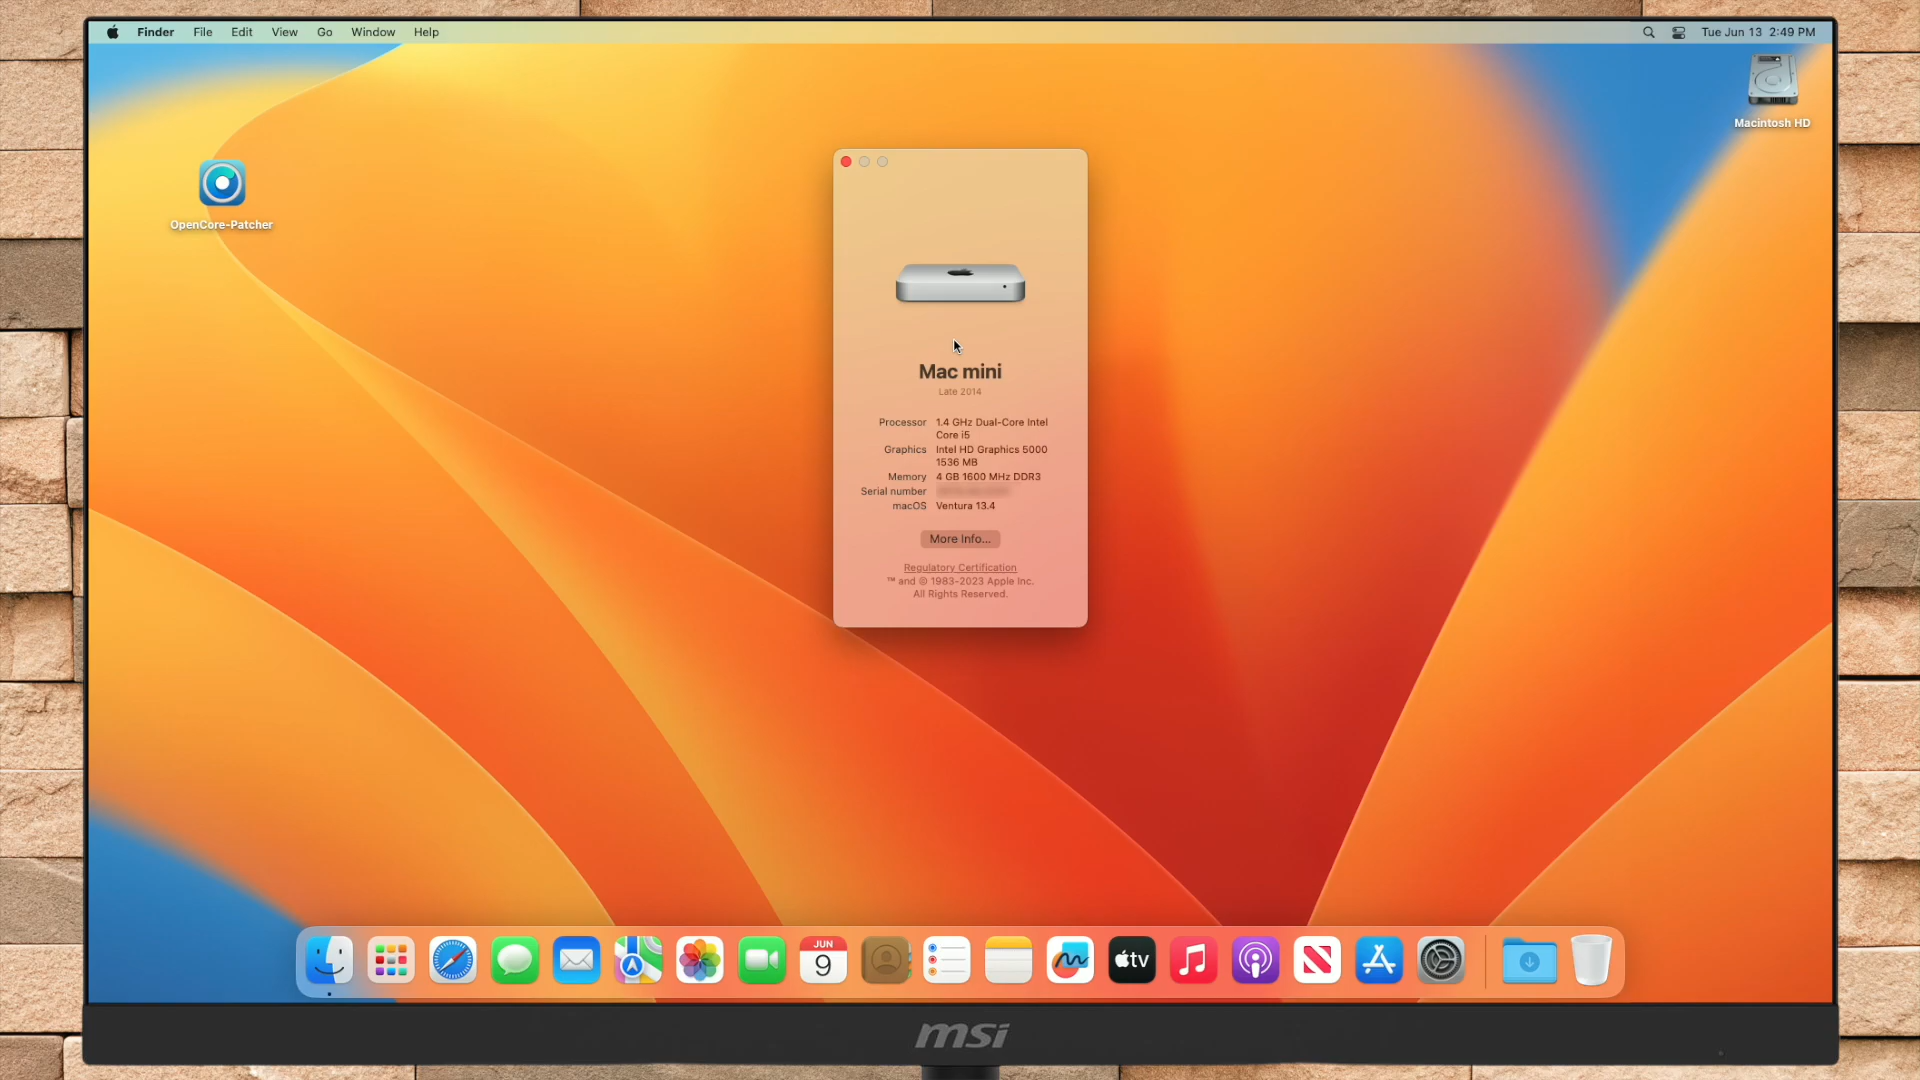 Finder File Edit View Go Window Help
Tue Jun 13 2:49 PM
Macintosh HD
OpenCore-Patcher
Mac mini
Late 2014
Processor 1.4 GHz Dual-Core Intel
Core i5
Graphics Intel HD Graphics 5000
1536 MB
Memory 4 GB 1600 MHz DDR3
Serial number
macOS Ventura 13.4
More Info...
Regulatory Certification
™ and © 1983-2023 Apple Inc.
All Rights Reserved.
JUN
9
tv
msi